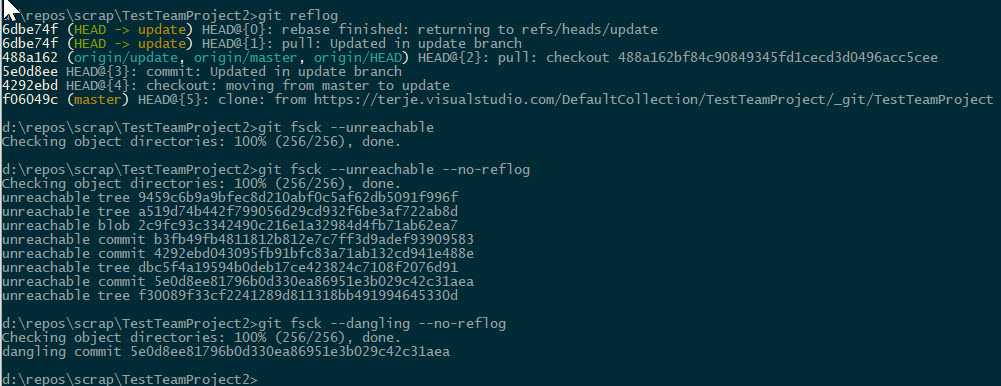 d:\repos\scrap\TestTeamProject2>git reflog
6dbe74f (HEAD -> update) HEAD@{0}: rebase finished: returning to refs/heads/update
6dbe74f (HEAD -> update) HEAD@{1}: pull: Updated in update branch
488a162 (origin/update, origin/master, origin/HEAD) HEAD@{2}: pull: checkout 488a162bf84c90849345fd1cecd3d0496acc5cee
5e0d8ee HEAD@{3}: commit: Updated in update branch
4292ebd HEAD@{4}: checkout: moving from master to update
f06049c (master) HEAD@{5}: clone: from https://terje.visualstudio.com/DefaultCollection/TestTeamProject/_git/TestTeamProject
d:\repos\scrap\TestTeamProject2>git fsck --unreachable
Checking object directories: 100% (256/256), done.
d:\repos\scrap\TestTeamProject2>git fsck --unreachable --no-reflog
Checking object directories: 100% (256/256), done.
unreachable tree 9459c6b9a9bfec8d210abf0c5af62db5091f996f
unreachable tree a519d74b442f799056d29cd932f6be3af722ab8d
unreachable blob 2c9fc93c3342490c216e1a32984d4fb71ab62ea7
unreachable commit b3fb49fb4811812b812e7c7ff3d9adef93909583
unreachable commit 4292ebd043095fb91bfc83a71ab132cd941e488e
unreachable tree dbc5f4a19594b0deb17ce423824c7108f2076d91
unreachable commit 5e0d8ee81796b0d330ea86951e3b029c42c31aea
unreachable tree f30089f33cf2241289d811318bb491994645330d
d:\repos\scrap\TestTeamProject2>git fsck --dangling --no-reflog
Checking object directories: 100% (256/256), done.
dangling commit 5e0d8ee81796b0d330ea86951e3b029c42c31aea
d:\repos\scrap\TestTeamProject2>